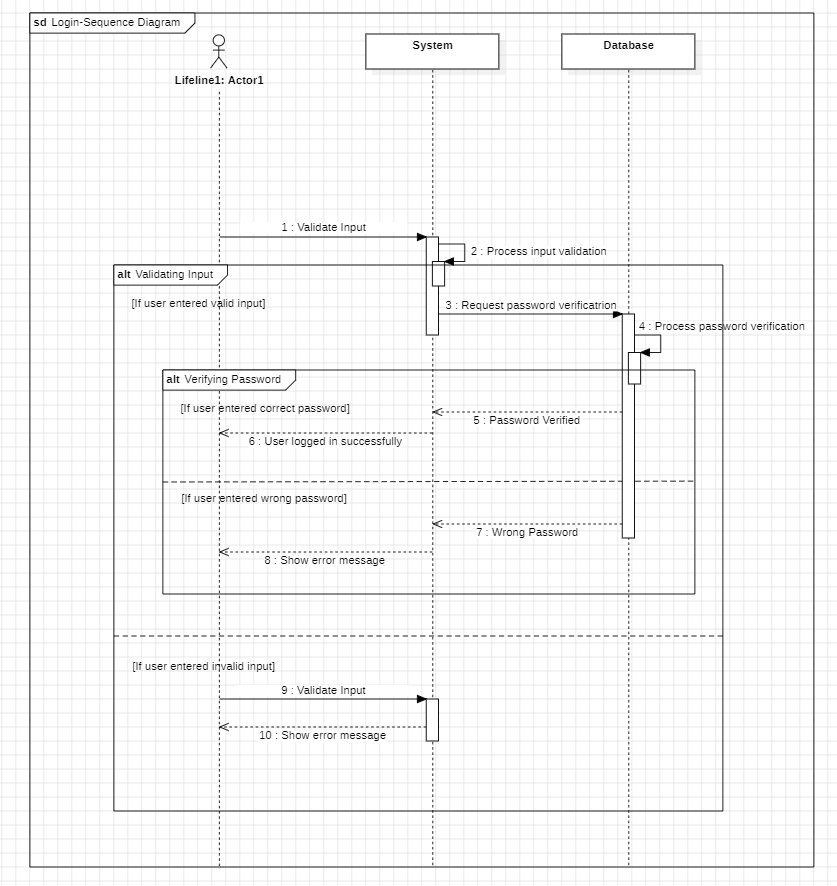 sd Login-Sequence Diagram
System
Database
Lifeline1: Actor1
1 : Validate Input
2 : Process input validation
alt Validating Input
[If user entered valid input]
3 : Request password verificatrion
4 : Process password verification
alt Verifying Password
[If user entered correct password]
5 : Password Verified
6 : User logged in successfully
[If user entered wrong password]
7 : Wrong Password
8 : Show error message
[If user entered invalid input]
9 : Validate Input
10 : Show error message